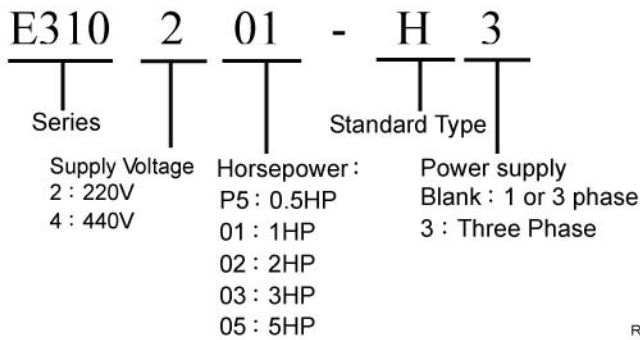 E310 2 01 - H 3
Series
Standard Type
Supply Voltage
2 : 220V
4 : 440V
Horsepower :
P5 : 0.5HP
01 : 1HP
02 : 2HP
03 : 3HP
05 : 5HP
Power supply
Blank : 1 or 3 phase
3 : Three Phase
R